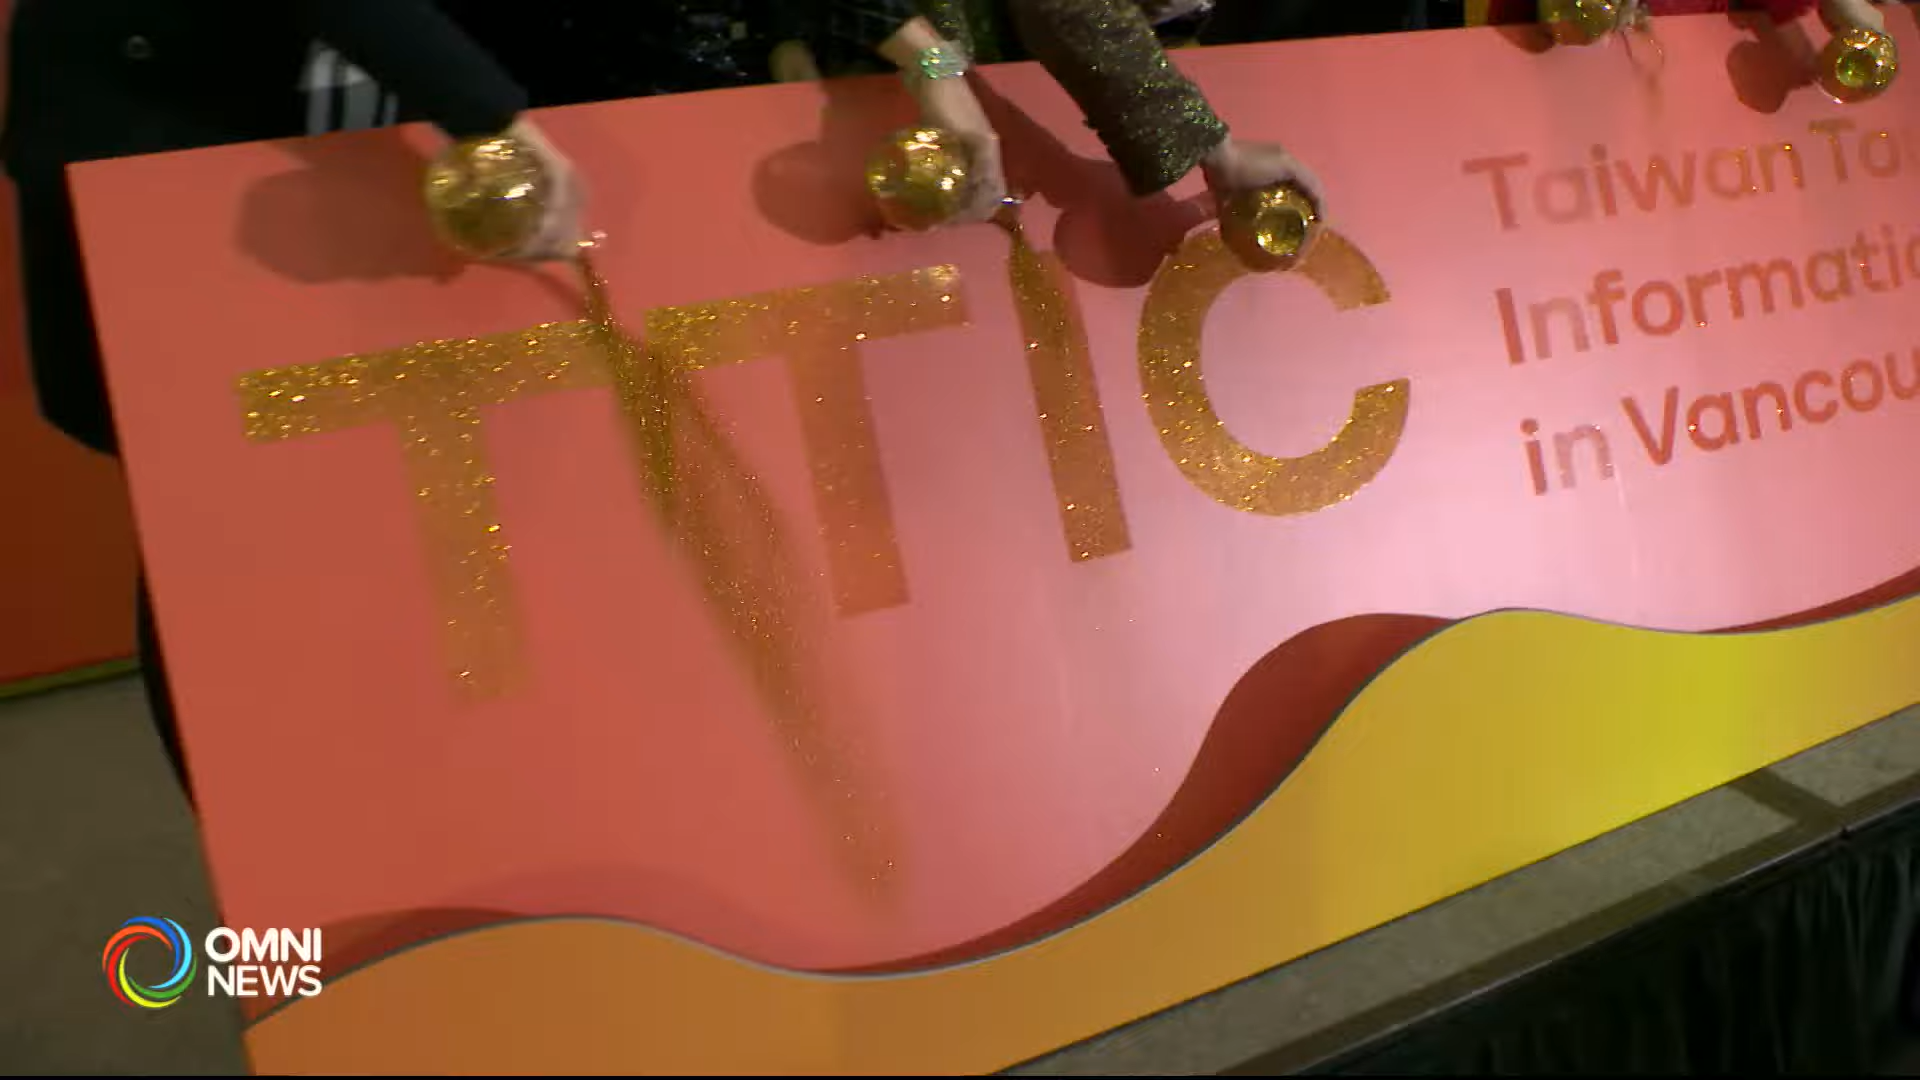 TTIC
Taiwan To
Informatio
in Vancou
OMNI
NEWS